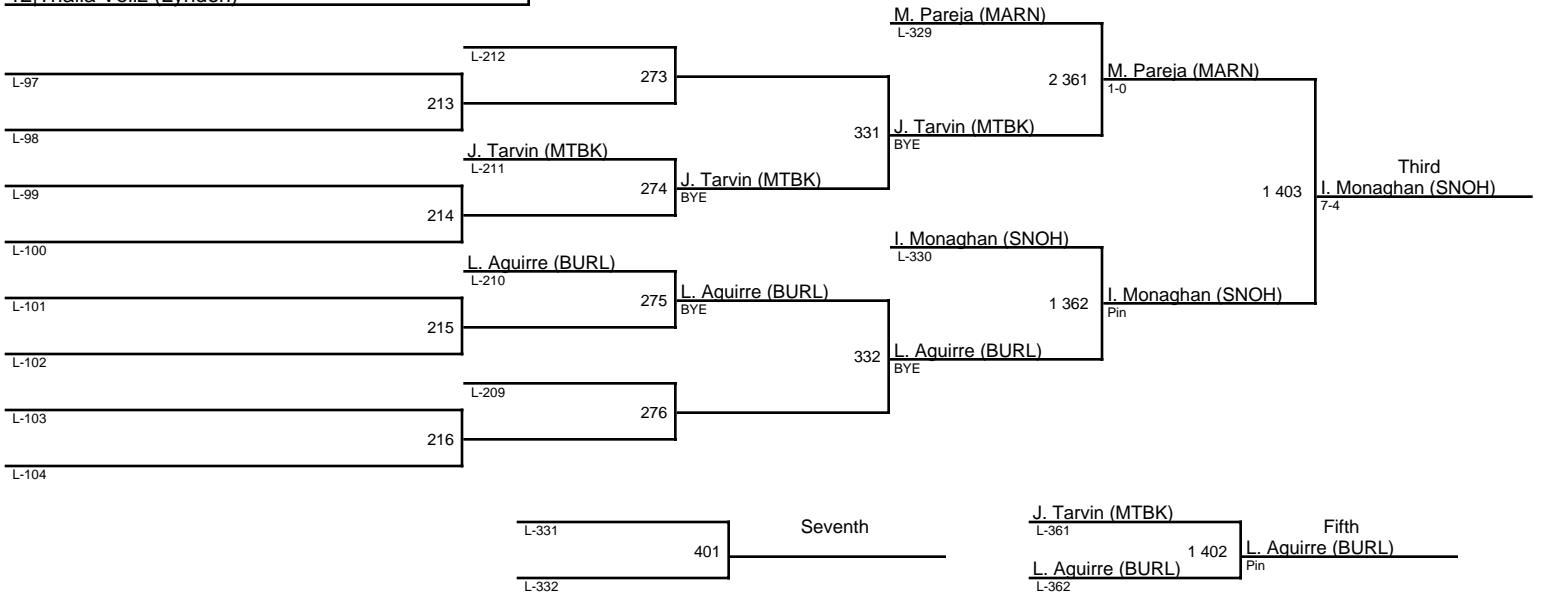 M. Pareja (MARN)
L-329
L-212
273
2 361
M. Pareja (MARN)
1-0
L-97
213
L-98
331
J. Tarvin (MTBK)
BYE
J. Tarvin (MTBK)
L-211
274
J. Tarvin (MTBK)
BYE
Third
1 403
I. Monaghan (SNOH)
7-4
L-99
214
L-100
I. Monaghan (SNOH)
L-330
L. Aguirre (BURL)
L-210
275
L. Aguirre (BURL)
BYE
1 362
I. Monaghan (SNOH)
Pin
L-101
215
L-102
332
L. Aguirre (BURL)
BYE
L-209
276
L-103
216
L-104
L-331
401
L-332
Seventh
J. Tarvin (MTBK)
L-361
1 402
L. Aguirre (BURL)
L-362
Fifth
L. Aguirre (BURL)
Pin